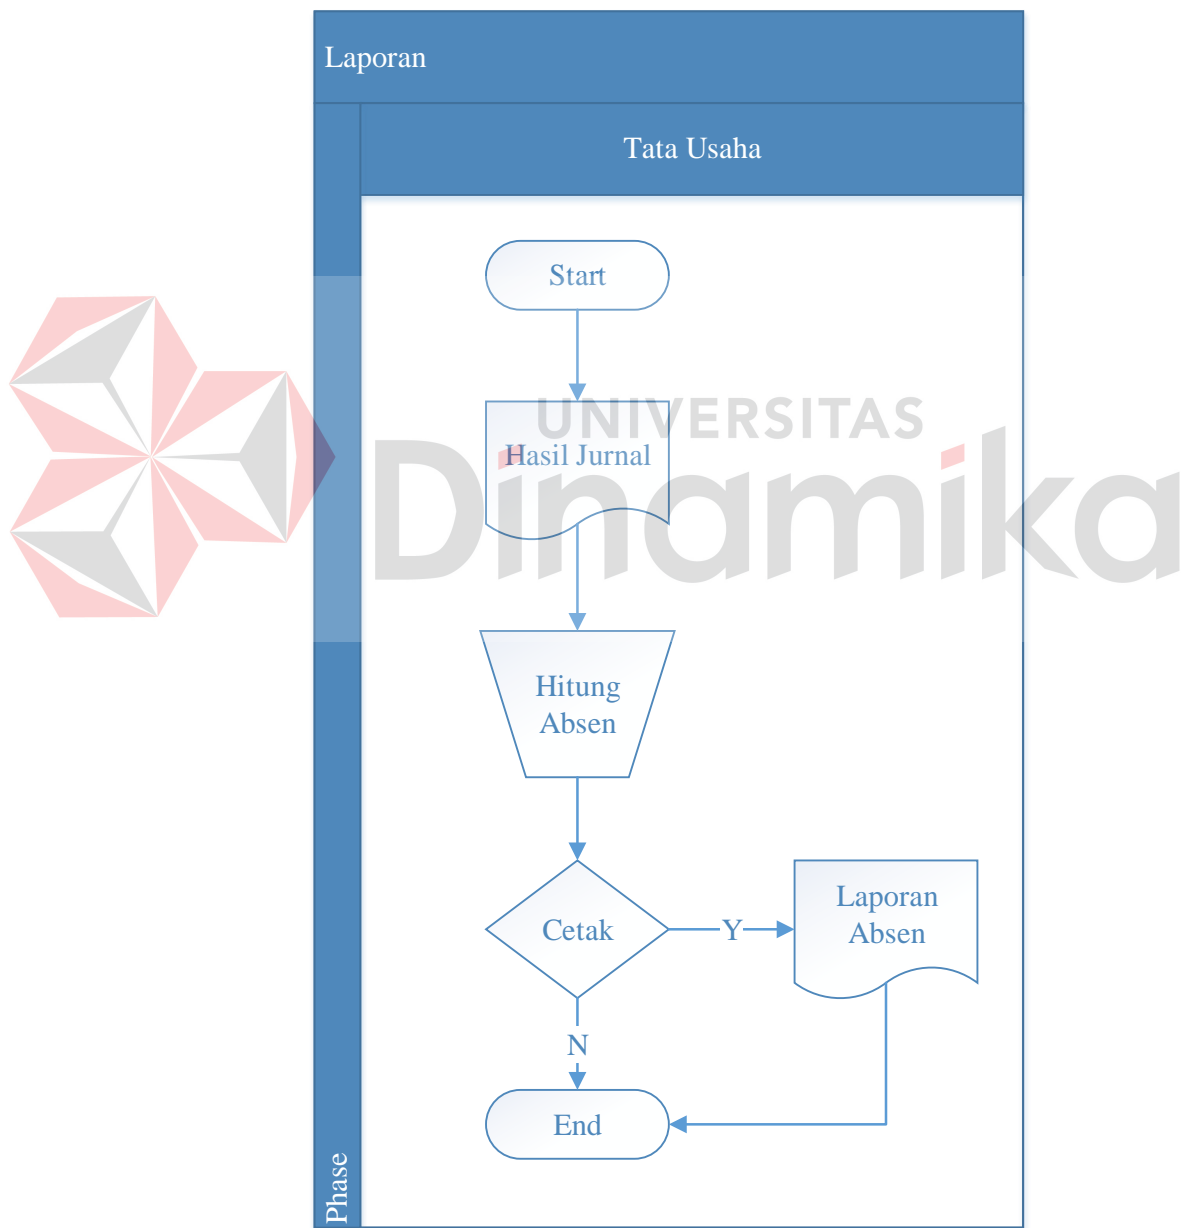 Laporan
Tata Usaha
Start
UNIVERSITAS
Dinamika
Hasil Jurnal
Hitung
Absen
Cetak
Y
Laporan
Absen
N
End
Phase